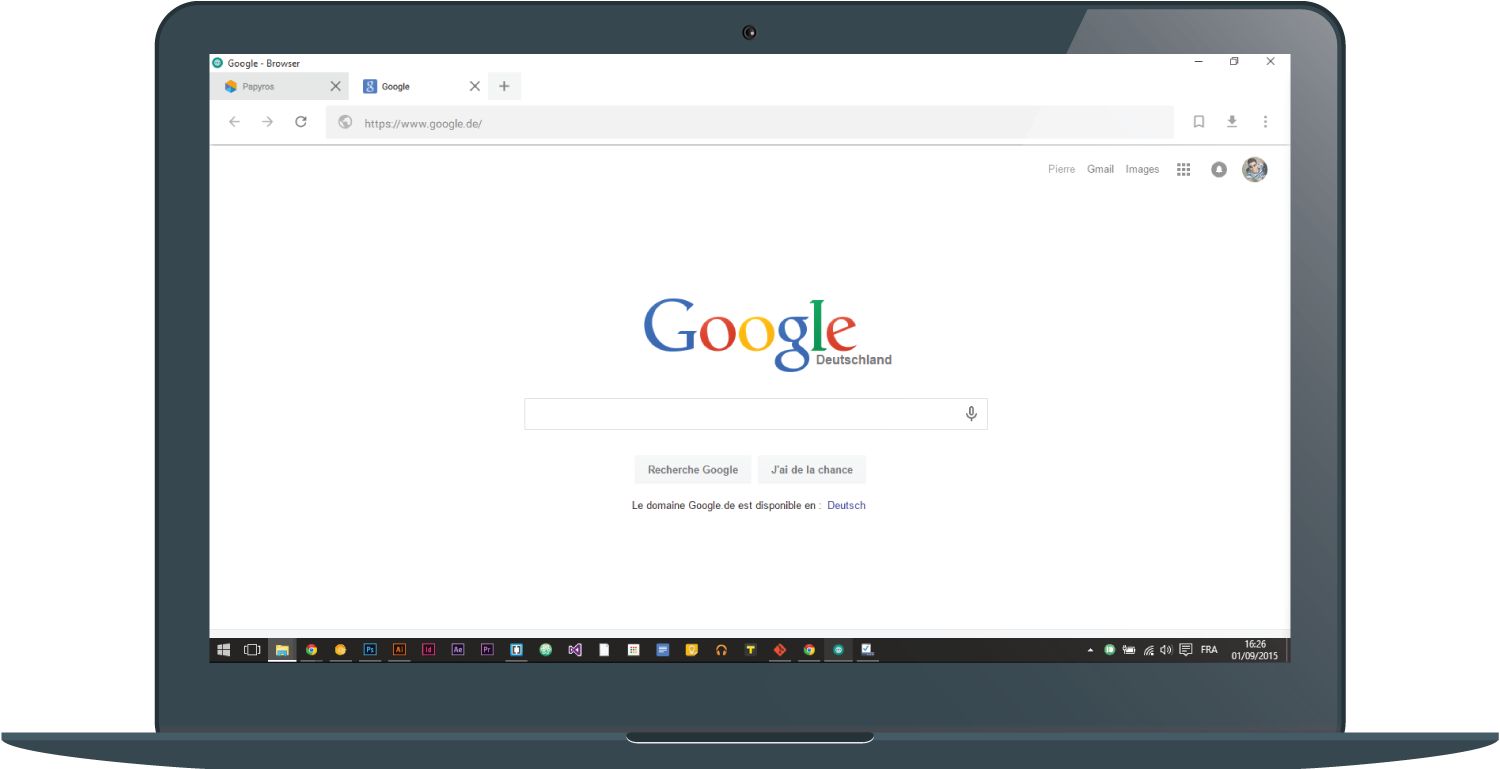 Google - Browser
Papyros
Google
https://www.google.de/
Pierre Gmail Images
Google
Deutschland
Recherche Google J'ai de la chance
Le domaine Google.de est disponible en : Deutsch
Ps Ai Id Ae Pr T FRA 16:26
01/09/2015